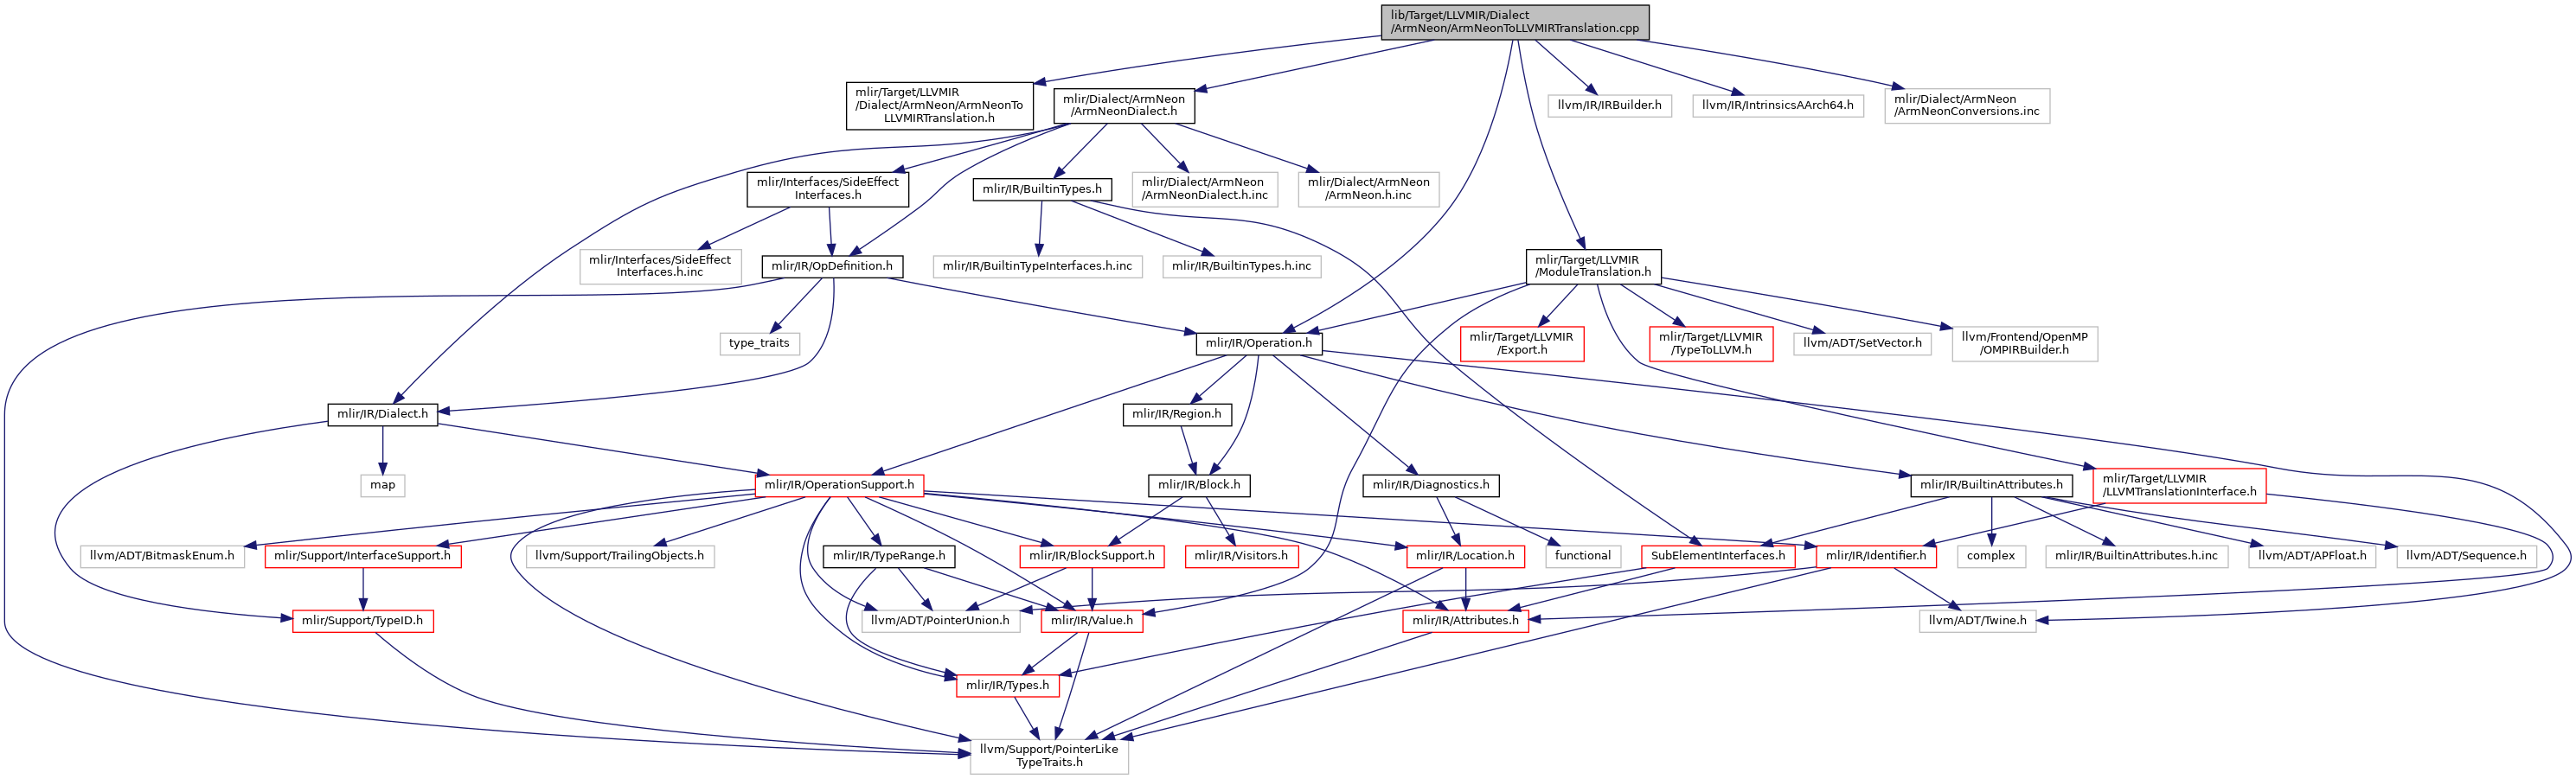 lib/Target/LLVMIR/Dialect
/ArmNeon/ArmNeonToLLVMIRTranslation.cpp
mlir/Target/LLVMIR
/Dialect/ArmNeon/ArmNeonTo
LLVMIRTranslation.h
mlir/Dialect/ArmNeon
/ArmNeonDialect.h
llvm/IR/IRBuilder.h
llvm/IR/IntrinsicsAArch64.h
mlir/Dialect/ArmNeon
/ArmNeonConversions.inc
mlir/Interfaces/SideEffect
Interfaces.h
mlir/IR/BuiltinTypes.h
mlir/Dialect/ArmNeon
/ArmNeonDialect.h.inc
mlir/Dialect/ArmNeon
/ArmNeon.h.inc
mlir/Interfaces/SideEffect
Interfaces.h.inc
mlir/IR/OpDefinition.h
mlir/IR/BuiltinTypeInterfaces.h.inc
mlir/IR/BuiltinTypes.h.inc
mlir/Target/LLVMIR
/ModuleTranslation.h
type_traits
mlir/IR/Operation.h
mlir/Target/LLVMIR
/Export.h
mlir/Target/LLVMIR
/TypeToLLVM.h
llvm/ADT/SetVector.h
llvm/Frontend/OpenMP
/OMPIRBuilder.h
mlir/IR/Dialect.h
mlir/IR/Region.h
map
mlir/IR/OperationSupport.h
mlir/IR/Block.h
mlir/IR/Diagnostics.h
mlir/IR/BuiltinAttributes.h
mlir/Target/LLVMIR
/LLVMTranslationInterface.h
llvm/ADT/BitmaskEnum.h
mlir/Support/InterfaceSupport.h
llvm/Support/TrailingObjects.h
mlir/IR/TypeRange.h
mlir/IR/BlockSupport.h
mlir/IR/Visitors.h
mlir/IR/Location.h
functional
SubElementInterfaces.h
mlir/IR/Identifier.h
complex
mlir/IR/BuiltinAttributes.h.inc
llvm/ADT/APFloat.h
llvm/ADT/Sequence.h
mlir/Support/TypeID.h
llvm/ADT/PointerUnion.h
mlir/IR/Value.h
mlir/IR/Attributes.h
llvm/ADT/Twine.h
mlir/IR/Types.h
llvm/Support/PointerLike
TypeTraits.h